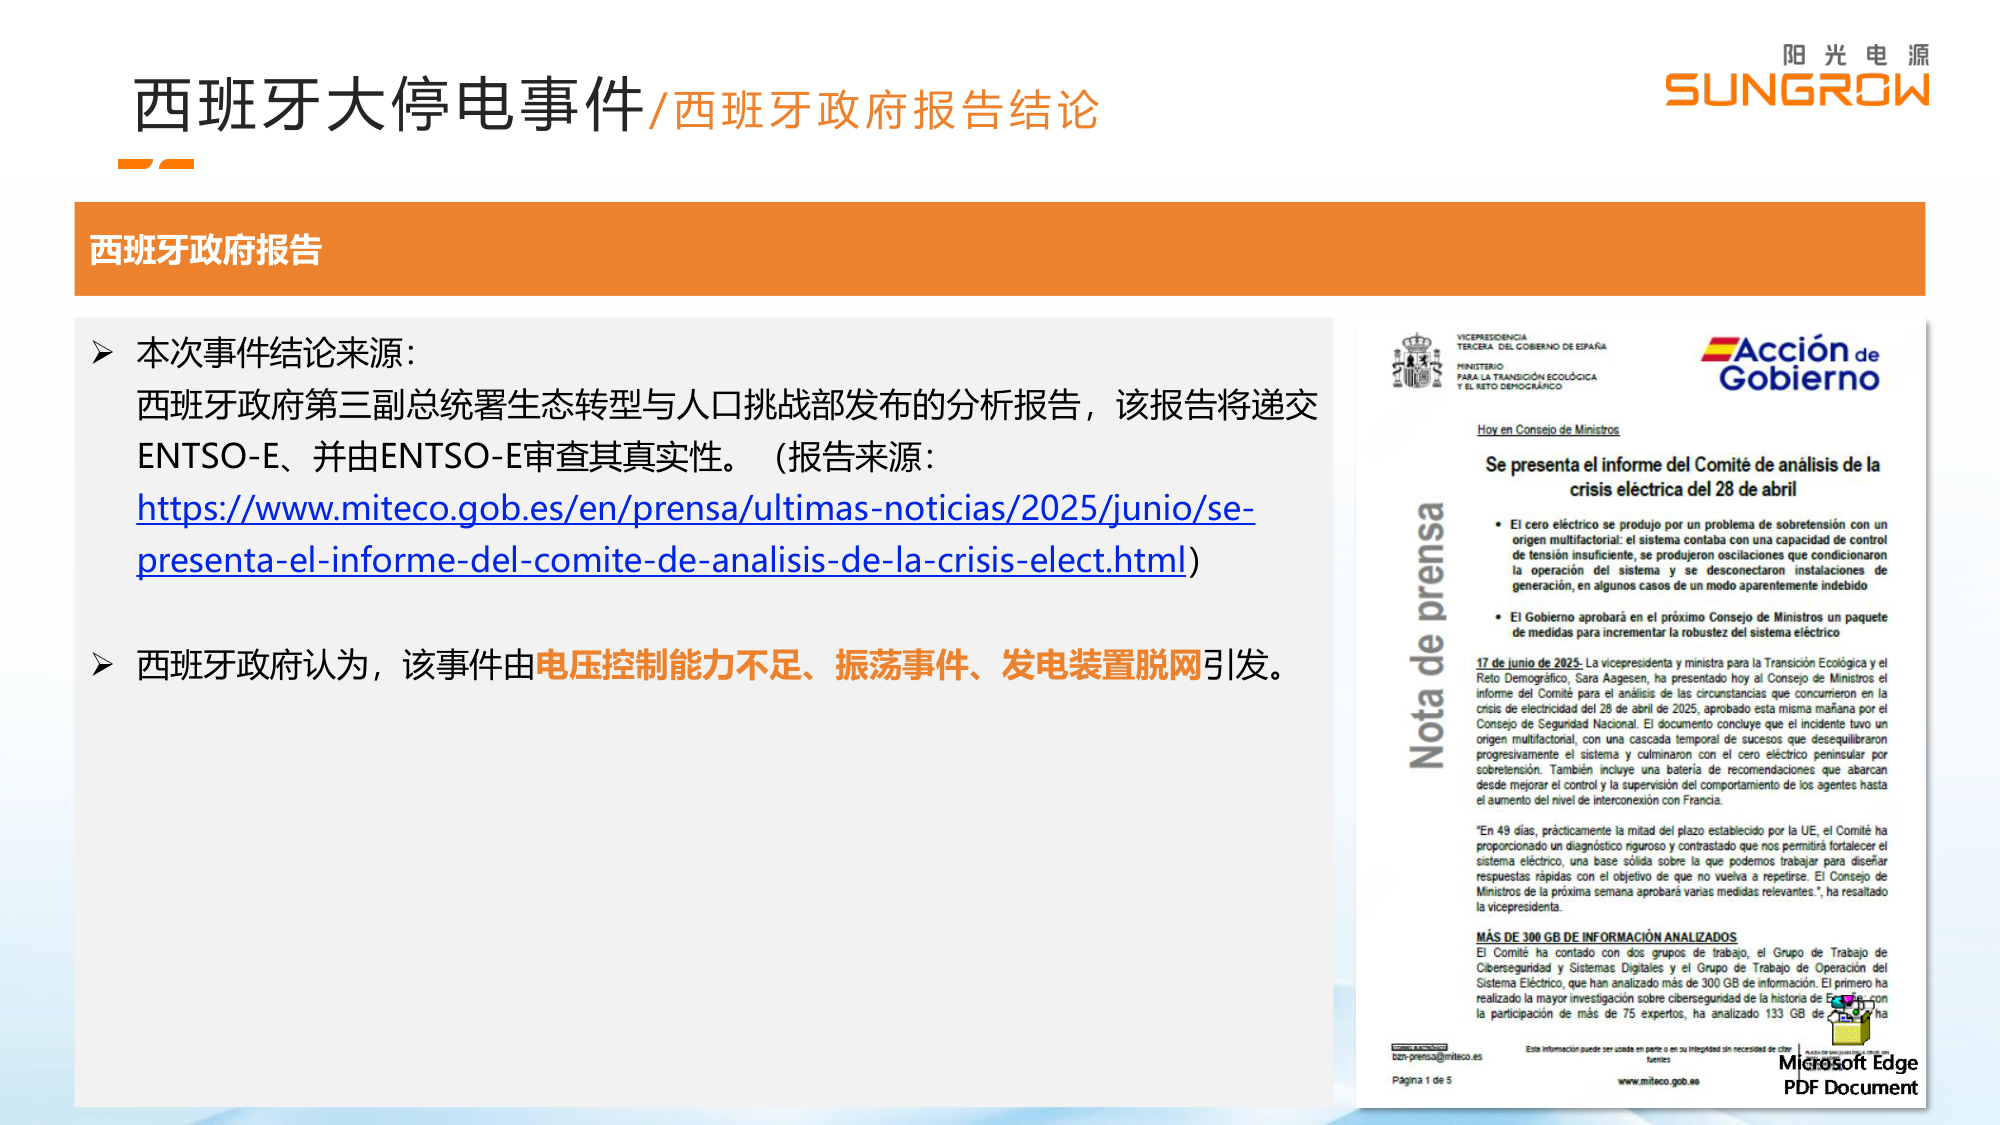 阳光电源
SUNGROW
西班牙大停电事件/西班牙政府报告结论
西班牙政府报告
➢ 本次事件结论来源：
西班牙政府第三副总统署生态转型与人口挑战部发布的分析报告，该报告将递交
ENTSO-E、并由ENTSO-E审查其真实性。（报告来源：
https://www.miteco.gob.es/en/prensa/ultimas-noticias/2025/junio/se-
presenta-el-informe-del-comite-de-analisis-de-la-crisis-elect.html）
➢ 西班牙政府认为，该事件由电压控制能力不足、振荡事件、发电装置脱网引发。
VICEPRESIDENCIA
TERCERA DEL GOBIERNO DE ESPAÑA
MINISTERIO
PARA LA TRANSICIÓN ECOLÓGICA
Y EL RETO DEMOGRÁFICO
Acción de
Gobierno
Nota de prensa
Hoy en Consejo de Ministros
Se presenta el informe del Comité de análisis de la
crisis eléctrica del 28 de abril
• El cero eléctrico se produjo por un problema de sobretensión con un
origen multifactorial: el sistema contaba con una capacidad de control
de tensión insuficiente, se produjeron oscilaciones que condicionaron
la operación del sistema y se desconectaron instalaciones de
generación, en algunos casos de un modo aparentemente indebido
• El Gobierno aprobará en el próximo Consejo de Ministros un paquete
de medidas para incrementar la robustez del sistema eléctrico
17 de junio de 2025- La vicepresidenta y ministra para la Transición Ecológica y el
Reto Demográfico, Sara Aagesen, ha presentado hoy al Consejo de Ministros el
informe del Comité para el análisis de las circunstancias que concurrieron en la
crisis de electricidad del 28 de abril de 2025, aprobado esta misma mañana por el
Consejo de Seguridad Nacional. El documento concluye que el incidente tuvo un
origen multifactorial, con una cascada temporal de sucesos que desequilibraron
progresivamente el sistema y culminaron con el cero eléctrico peninsular por
sobretensión. También incluye una batería de recomendaciones que abarcan
desde mejorar el control y la supervisión del comportamiento de los agentes hasta
el aumento del nivel de interconexión con Francia.
"En 49 días, prácticamente la mitad del plazo establecido por la UE, el Comité ha
proporcionado un diagnóstico riguroso y contrastado que nos permitirá fortalecer el
sistema eléctrico, una base sólida sobre la que podemos trabajar para diseñar
respuestas rápidas con el objetivo de que no vuelva a repetirse. El Consejo de
Ministros de la próxima semana aprobará varias medidas relevantes.", ha resaltado
la vicepresidenta.
MÁS DE 300 GB DE INFORMACIÓN ANALIZADOS
El Comité ha contado con dos grupos de trabajo, el Grupo de Trabajo de
Ciberseguridad y Sistemas Digitales y el Grupo de Trabajo de Operación del
Sistema Eléctrico, que han analizado más de 300 GB de información. El primero ha
realizado la mayor investigación sobre ciberseguridad de la historia de con
la participación de más de 75 expertos, ha analizado 133 GB de ha
bzn-prensa@miteco.es
Esta información puede ser usada en parte o en su integridad sin necesidad de citar
fuentes
Página 1 de 5
www.miteco.gob.es
Microsoft Edge
PDF Document